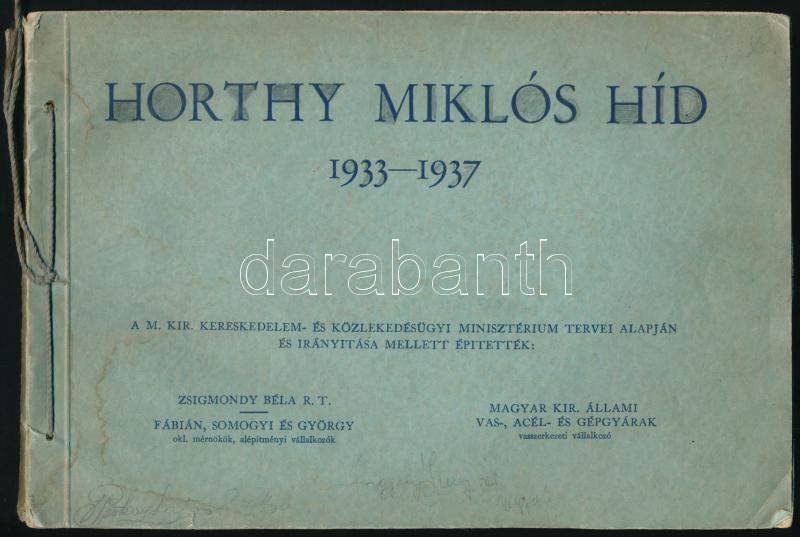 HORTHY MIKLÓS HÍD
1933—1937
darabanth
A M. KIR. KERESKEDELEM- ÉS KÖZLEKEDÉSÜGYI MINISZTÉRIUM TERVEI ALAPJÁN
ÉS IRÁNYITÁSA MELLETT ÉPITETTÉK:
ZSIGMONDY BÉLA R. T.
FÁBIÁN, SOMOGYI ÉS GYÖRGY
okl. mérnökök, alépítményi vállalkozók
MAGYAR KIR. ÁLLAMI
VAS-, ACÉL- ÉS GÉPGYÁRAK
vasszerkezeti vállalkozó